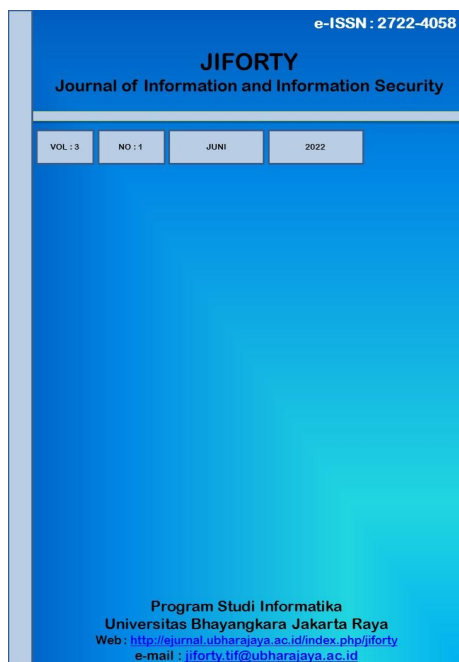 e-ISSN : 2722-4058
JIFORTY
Journal of Information and Information Security
VOL : 3 NO : 1 JUNI 2022
Program Studi Informatika
Universitas Bhayangkara Jakarta Raya
Web : http://ejurnal.ubharajaya.ac.id/index.php/jiforty
e-mail : jiforty.tif@ubharajaya.ac.id